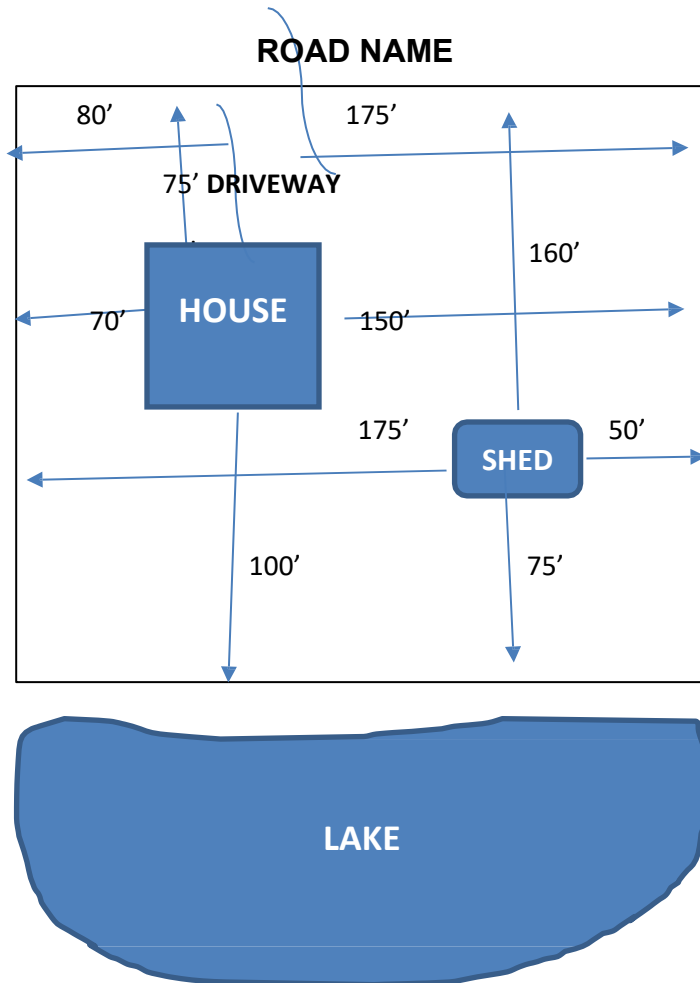 ROAD NAME
80’ 175’
75’ DRIVEWAY
160’
HOUSE
70’ 150’
175’ 50’
SHED
100’ 75’
LAKE